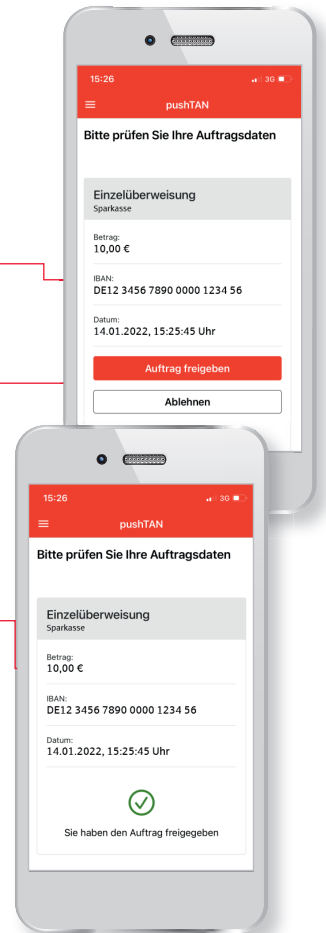 15:26 3G
pushTAN
Bitte prüfen Sie Ihre Auftragsdaten
Einzelüberweisung
Sparkasse
Betrag:
10,00 €
IBAN:
DE12 3456 7890 0000 1234 56
Datum:
14.01.2022, 15:25:45 Uhr
Auftrag freigeben
Ablehnen
15:26 3G
pushTAN
Bitte prüfen Sie Ihre Auftragsdaten
Einzelüberweisung
Sparkasse
Betrag:
10,00 €
IBAN:
DE12 3456 7890 0000 1234 56
Datum:
14.01.2022, 15:25:45 Uhr
Sie haben den Auftrag freigegeben